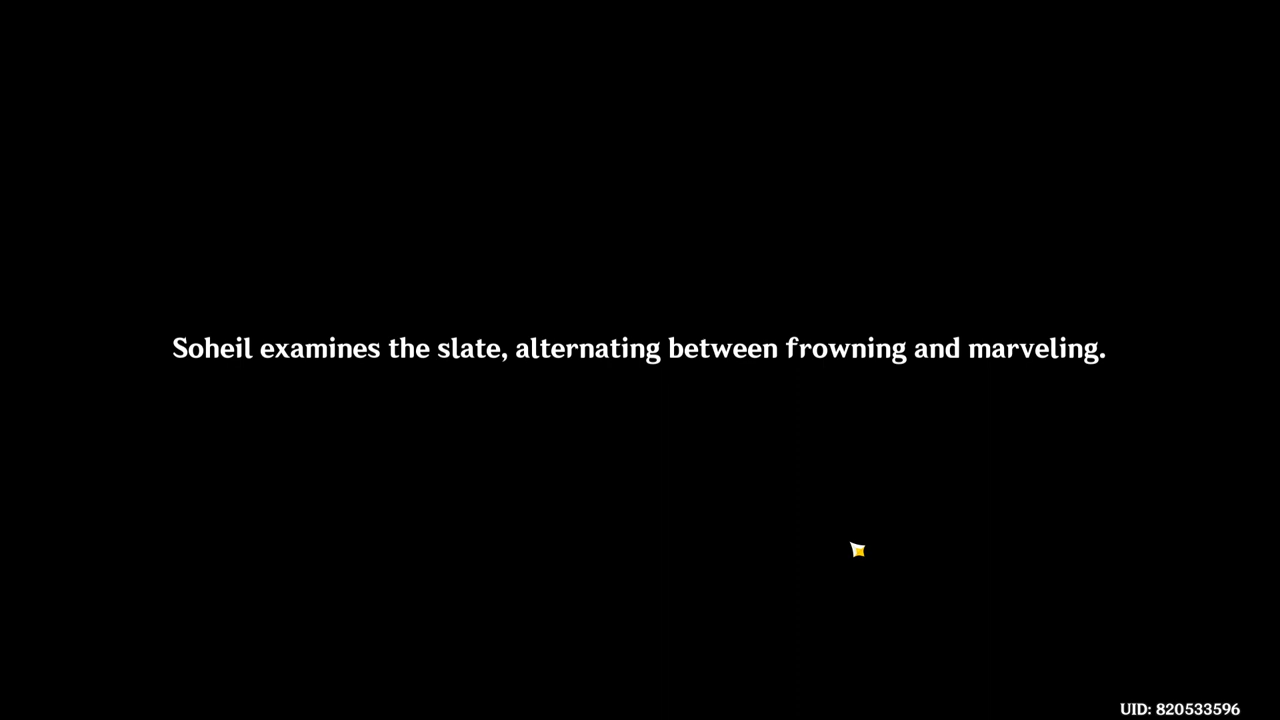 Soheil examines the slate, alternating between frowning and marveling.
UID: 820533596